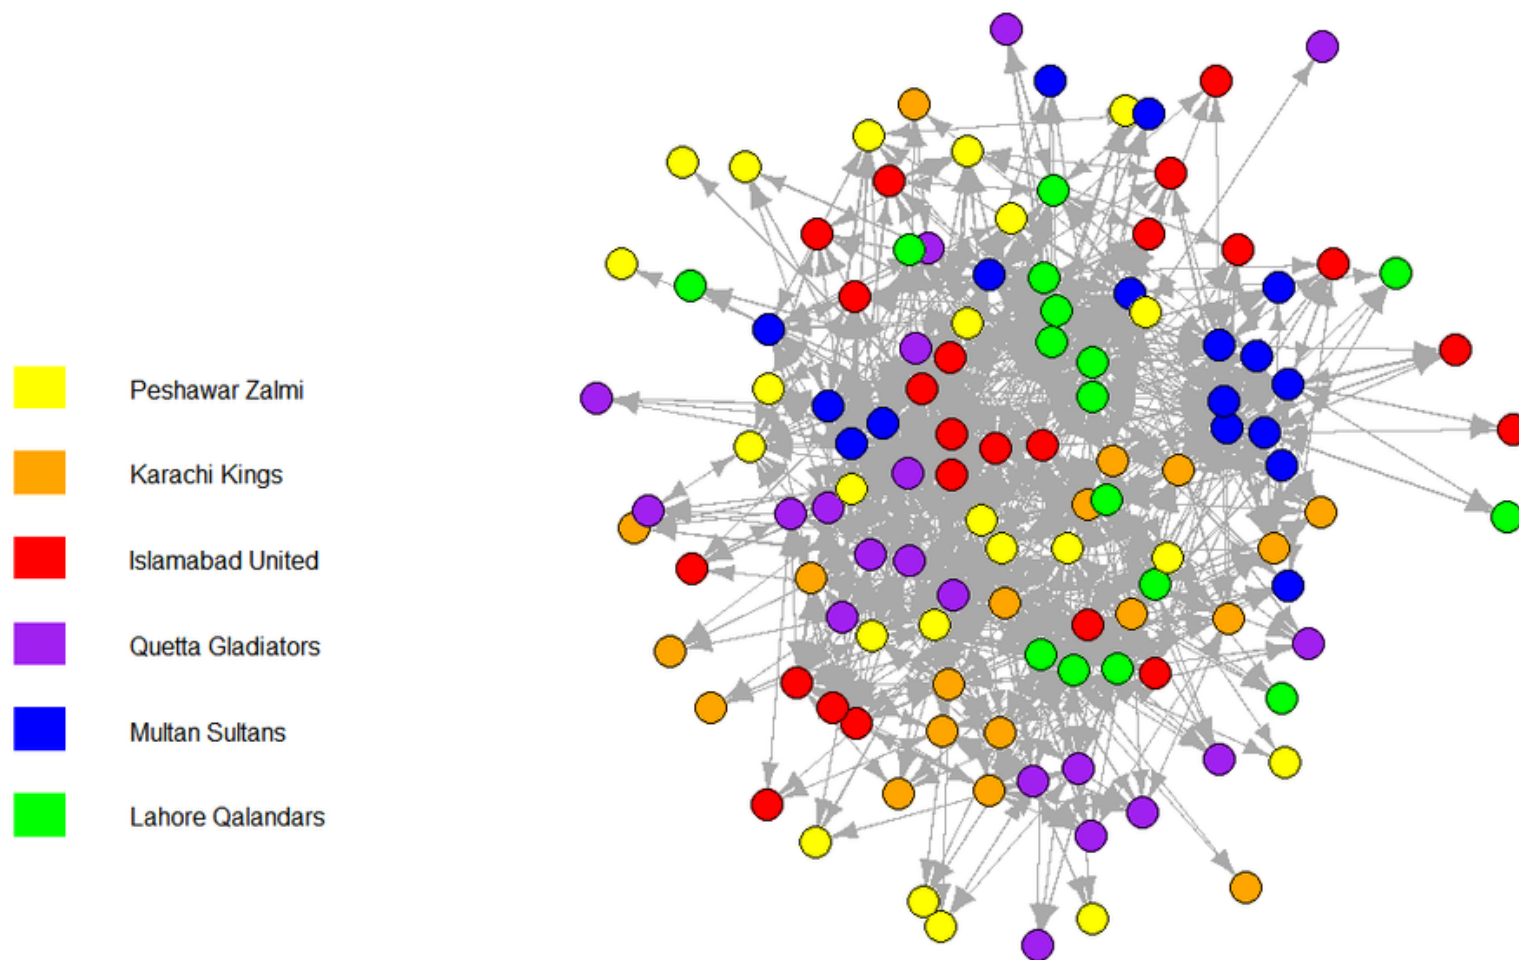 Peshawar Zalmi
Karachi Kings
Islamabad United
Quetta Gladiators
Multan Sultans
Lahore Qalandars